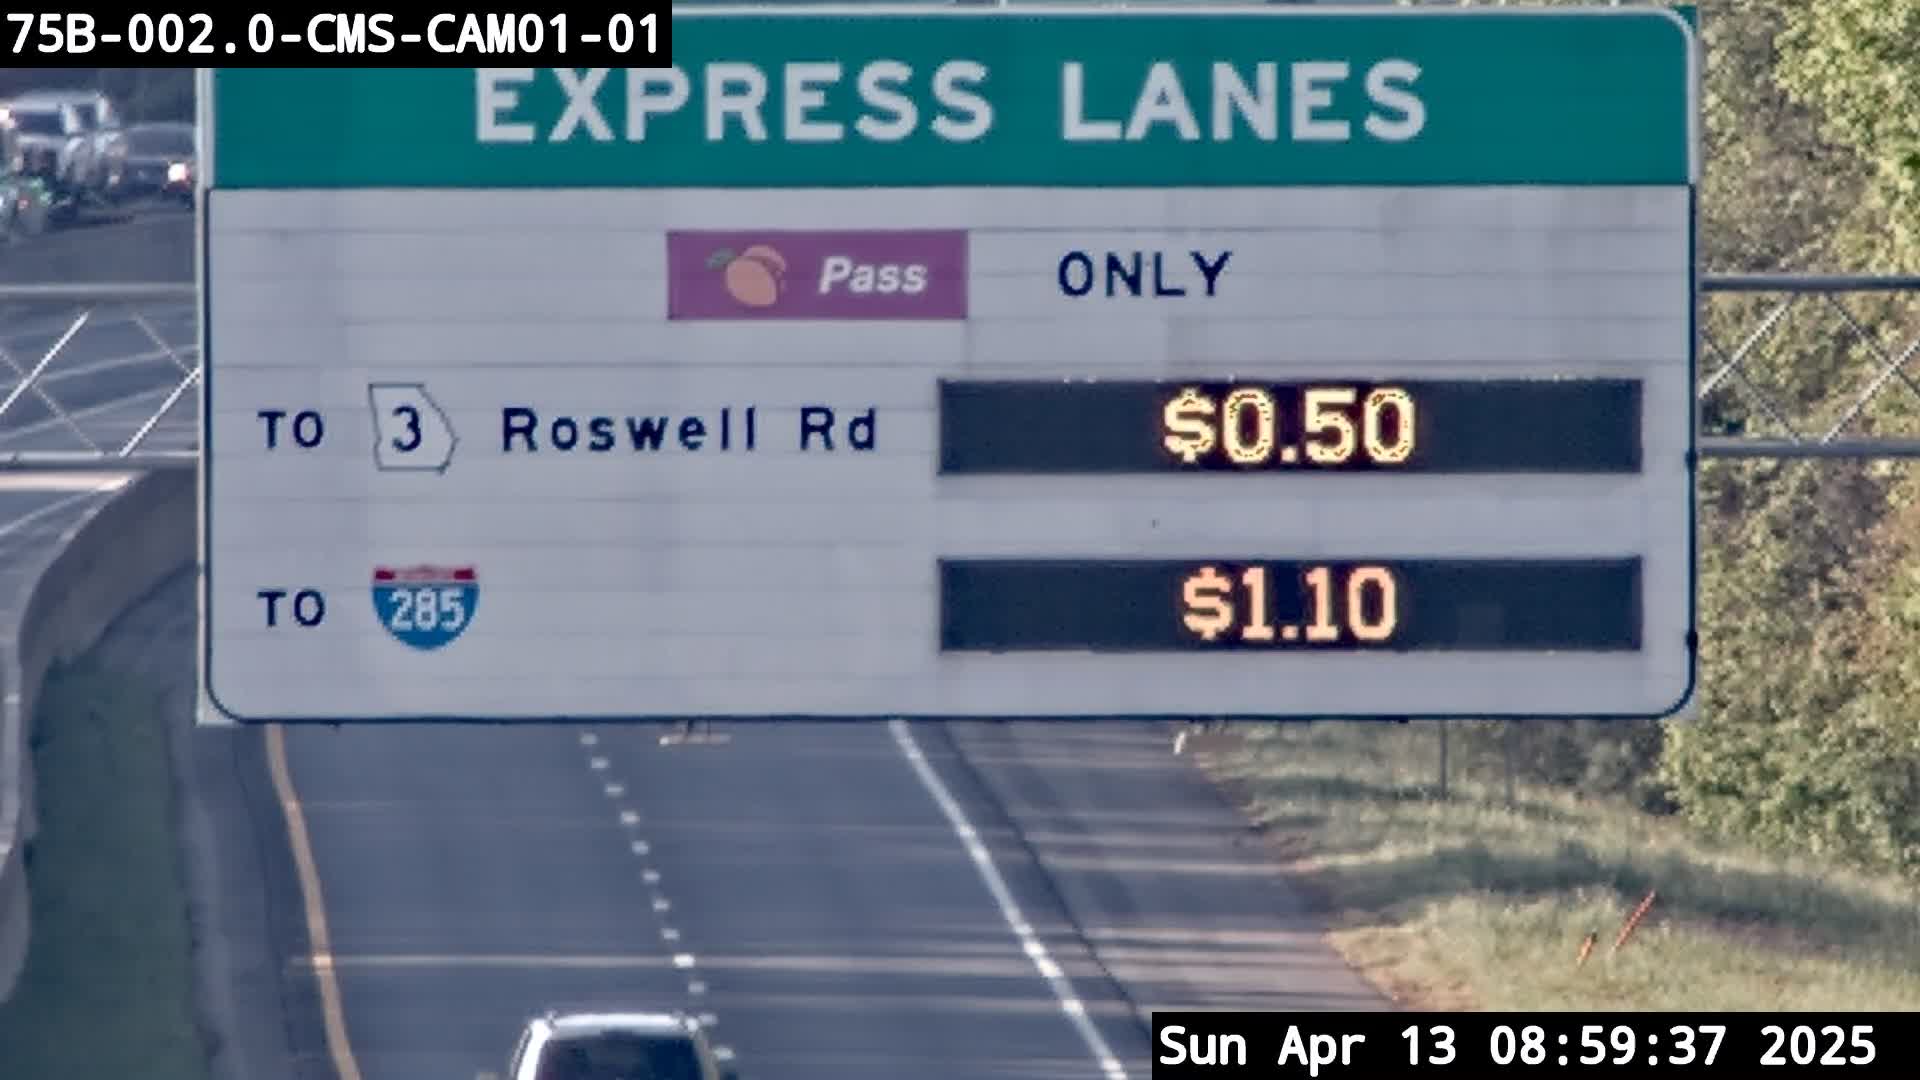 75B-002.0-CMS-CAM01-01
EXPRESS LANES
Pass ONLY
TO 3 Roswell Rd $0.50
TO 285 $1.10
Sun Apr 13 08:59:37 2025